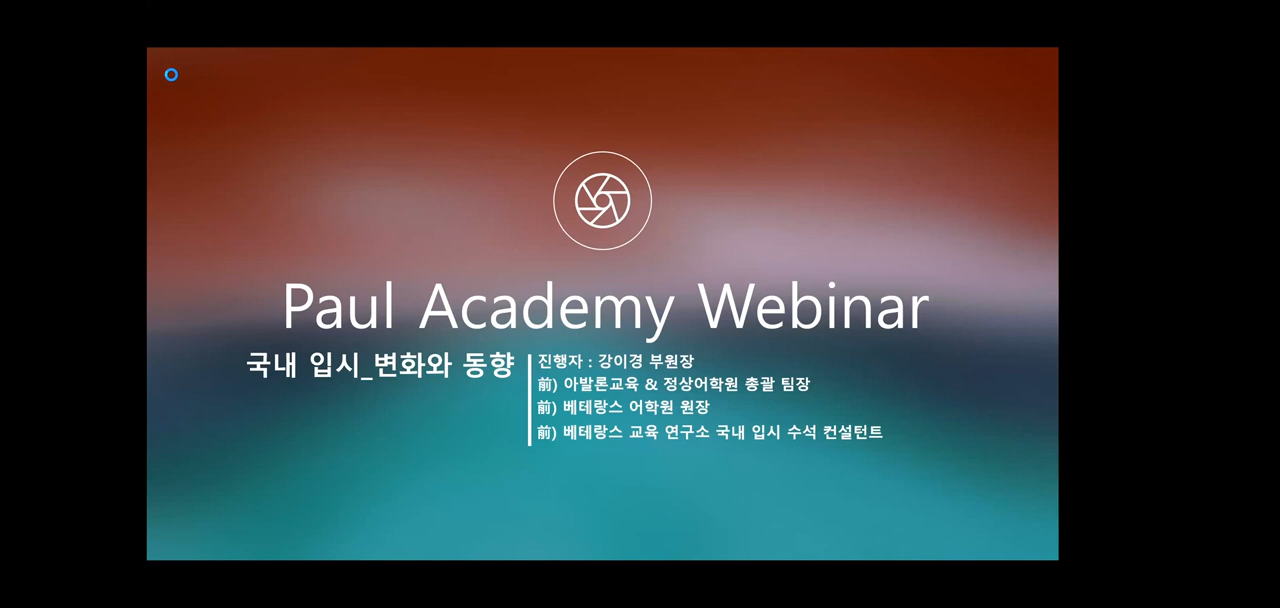 Paul Academy Webinar
국내 입시_변화와 동향
진행자 : 강이경 부원장
前) 아발론교육 & 정상어학원 총괄 팀장
前) 베테랑스 어학원 원장
前) 베테랑스 교육 연구소 국내 입시 수석 컨설턴트